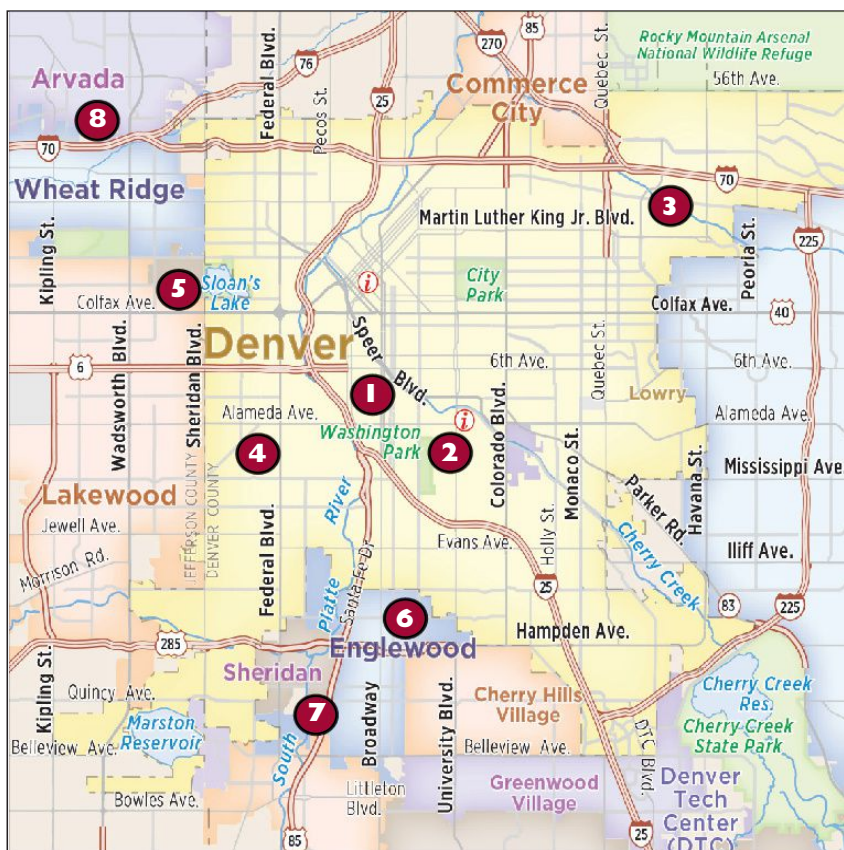 85
Quebec St.
Rocky Mountain Arsenal
National Wildlife Refuge
270
56th Ave.
Federal Blvd.
76
Arvada
Commerce
City
25
Pecos St.
8
70
Wheat Ridge
70
3
Martin Luther King Jr. Blvd.
Peoria St.
225
Kipling St.
5
Sloan's
Lake
i
City
Park
Colfax Ave.
Colfax Ave.
40
Denver
Speer Blvd.
6th Ave.
Quebec St.
6th Ave.
6
Wadsworth Blvd.
Sheridan Blvd.
1
Lowry
Alameda Ave.
i
Colorado Blvd.
Alameda Ave.
Washington
Park
2
4
Monaco St.
Havana St.
Mississippi Ave.
Lakewood
JEFFERSON COUNTY
DENVER COUNTY
Parker Rd.
Jewell Ave.
Federal Blvd.
South Platte River
Santa Fe Dr.
Evans Ave.
Holly St.
Cherry Creek
Iliff Ave.
Morrison Rd.
25
83
225
6
Englewood
Hampden Ave.
285
Sheridan
Kipling St.
Quincy Ave.
7
Broadway
University Blvd.
Cherry Hills
Village
Cherry Creek
Res.
Cherry Creek
State Park
Marston
Reservoir
Belleview Ave.
Belleview Ave.
DTC Blvd.
Bowles Ave.
Littleton
Blvd.
Greenwood
Village
Denver
Tech
Center
(DTC)
85
25